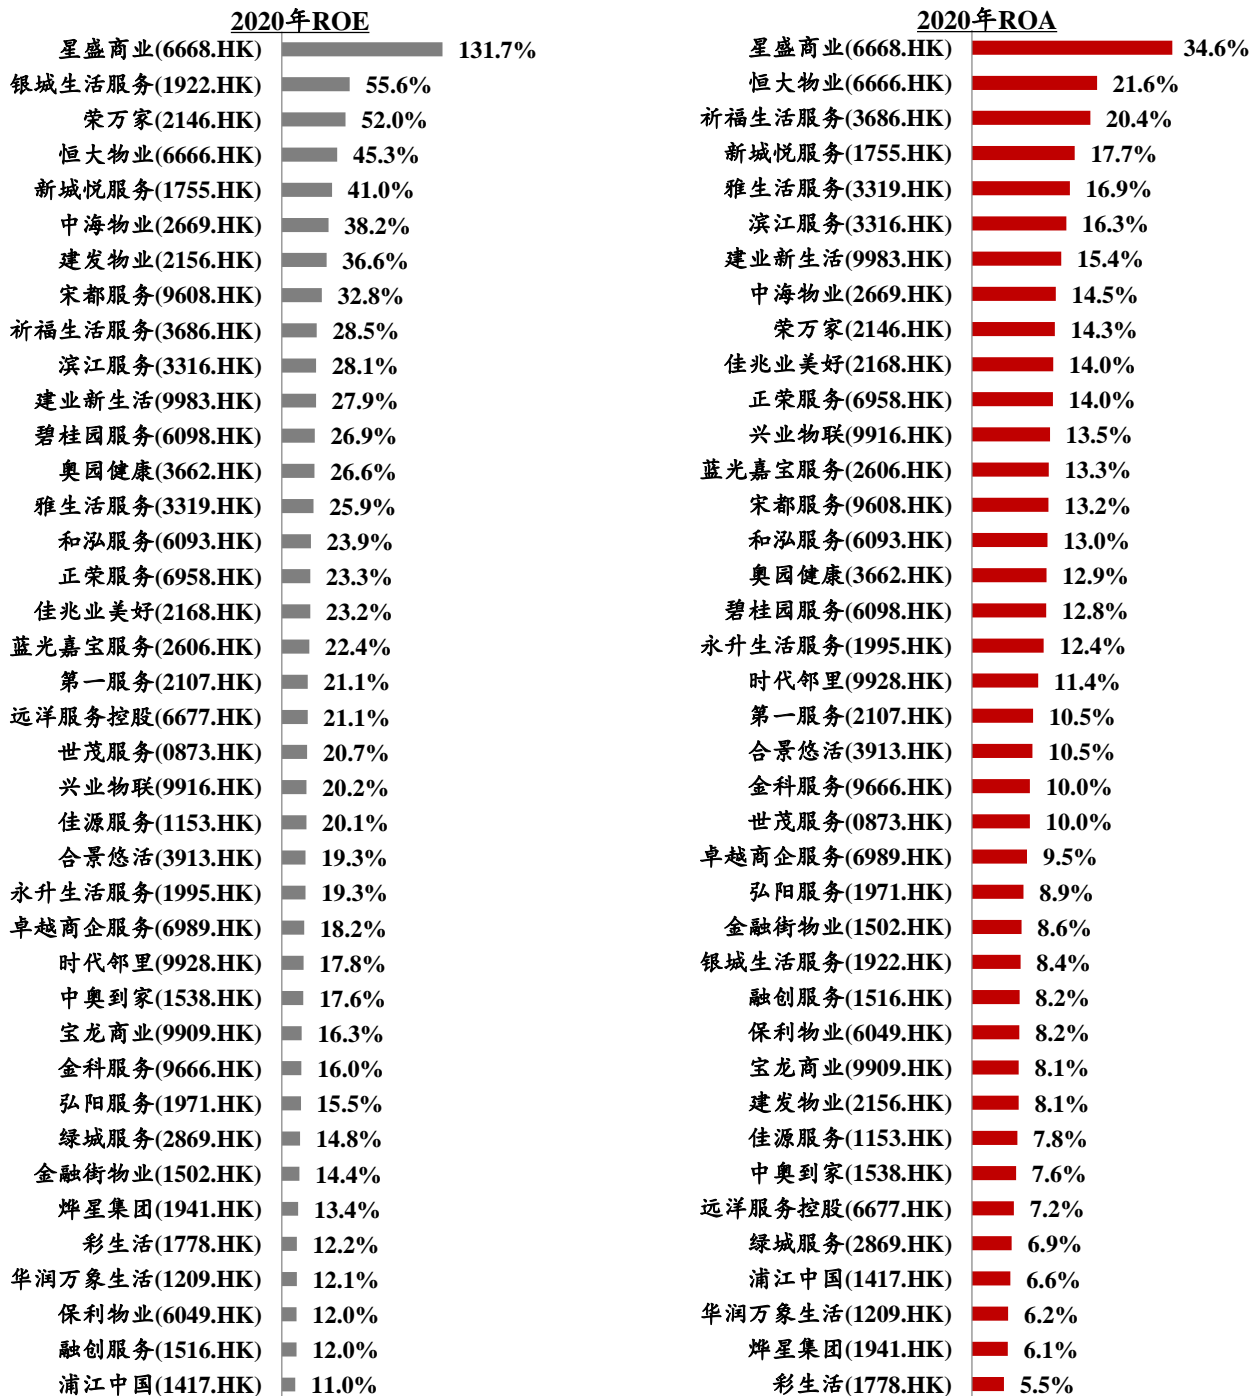 2020年ROE
星盛商业(6668.HK) 131.7%
银城生活服务(1922.HK) 55.6%
荣万家(2146.HK) 52.0%
恒大物业(6666.HK) 45.3%
新城悦服务(1755.HK) 41.0%
中海物业(2669.HK) 38.2%
建发物业(2156.HK) 36.6%
宋都服务(9608.HK) 32.8%
祈福生活服务(3686.HK) 28.5%
滨江服务(3316.HK) 28.1%
建业新生活(9983.HK) 27.9%
碧桂园服务(6098.HK) 26.9%
奥园健康(3662.HK) 26.6%
雅生活服务(3319.HK) 25.9%
和泓服务(6093.HK) 23.9%
正荣服务(6958.HK) 23.3%
佳兆业美好(2168.HK) 23.2%
蓝光嘉宝服务(2606.HK) 22.4%
第一服务(2107.HK) 21.1%
远洋服务控股(6677.HK) 21.1%
世茂服务(0873.HK) 20.7%
兴业物联(9916.HK) 20.2%
佳源服务(1153.HK) 20.1%
合景悠活(3913.HK) 19.3%
永升生活服务(1995.HK) 19.3%
卓越商企服务(6989.HK) 18.2%
时代邻里(9928.HK) 17.8%
中奥到家(1538.HK) 17.6%
宝龙商业(9909.HK) 16.3%
金科服务(9666.HK) 16.0%
弘阳服务(1971.HK) 15.5%
绿城服务(2869.HK) 14.8%
金融街物业(1502.HK) 14.4%
烨星集团(1941.HK) 13.4%
彩生活(1778.HK) 12.2%
华润万象生活(1209.HK) 12.1%
保利物业(6049.HK) 12.0%
融创服务(1516.HK) 12.0%
浦江中国(1417.HK) 11.0%
2020年ROA
星盛商业(6668.HK) 34.6%
恒大物业(6666.HK) 21.6%
祈福生活服务(3686.HK) 20.4%
新城悦服务(1755.HK) 17.7%
雅生活服务(3319.HK) 16.9%
滨江服务(3316.HK) 16.3%
建业新生活(9983.HK) 15.4%
中海物业(2669.HK) 14.5%
荣万家(2146.HK) 14.3%
佳兆业美好(2168.HK) 14.0%
正荣服务(6958.HK) 14.0%
兴业物联(9916.HK) 13.5%
蓝光嘉宝服务(2606.HK) 13.3%
宋都服务(9608.HK) 13.2%
和泓服务(6093.HK) 13.0%
奥园健康(3662.HK) 12.9%
碧桂园服务(6098.HK) 12.8%
永升生活服务(1995.HK) 12.4%
时代邻里(9928.HK) 11.4%
第一服务(2107.HK) 10.5%
合景悠活(3913.HK) 10.5%
金科服务(9666.HK) 10.0%
世茂服务(0873.HK) 10.0%
卓越商企服务(6989.HK) 9.5%
弘阳服务(1971.HK) 8.9%
金融街物业(1502.HK) 8.6%
银城生活服务(1922.HK) 8.4%
融创服务(1516.HK) 8.2%
保利物业(6049.HK) 8.2%
宝龙商业(9909.HK) 8.1%
建发物业(2156.HK) 8.1%
佳源服务(1153.HK) 7.8%
中奥到家(1538.HK) 7.6%
远洋服务控股(6677.HK) 7.2%
绿城服务(2869.HK) 6.9%
浦江中国(1417.HK) 6.6%
华润万象生活(1209.HK) 6.2%
烨星集团(1941.HK) 6.1%
彩生活(1778.HK) 5.5%